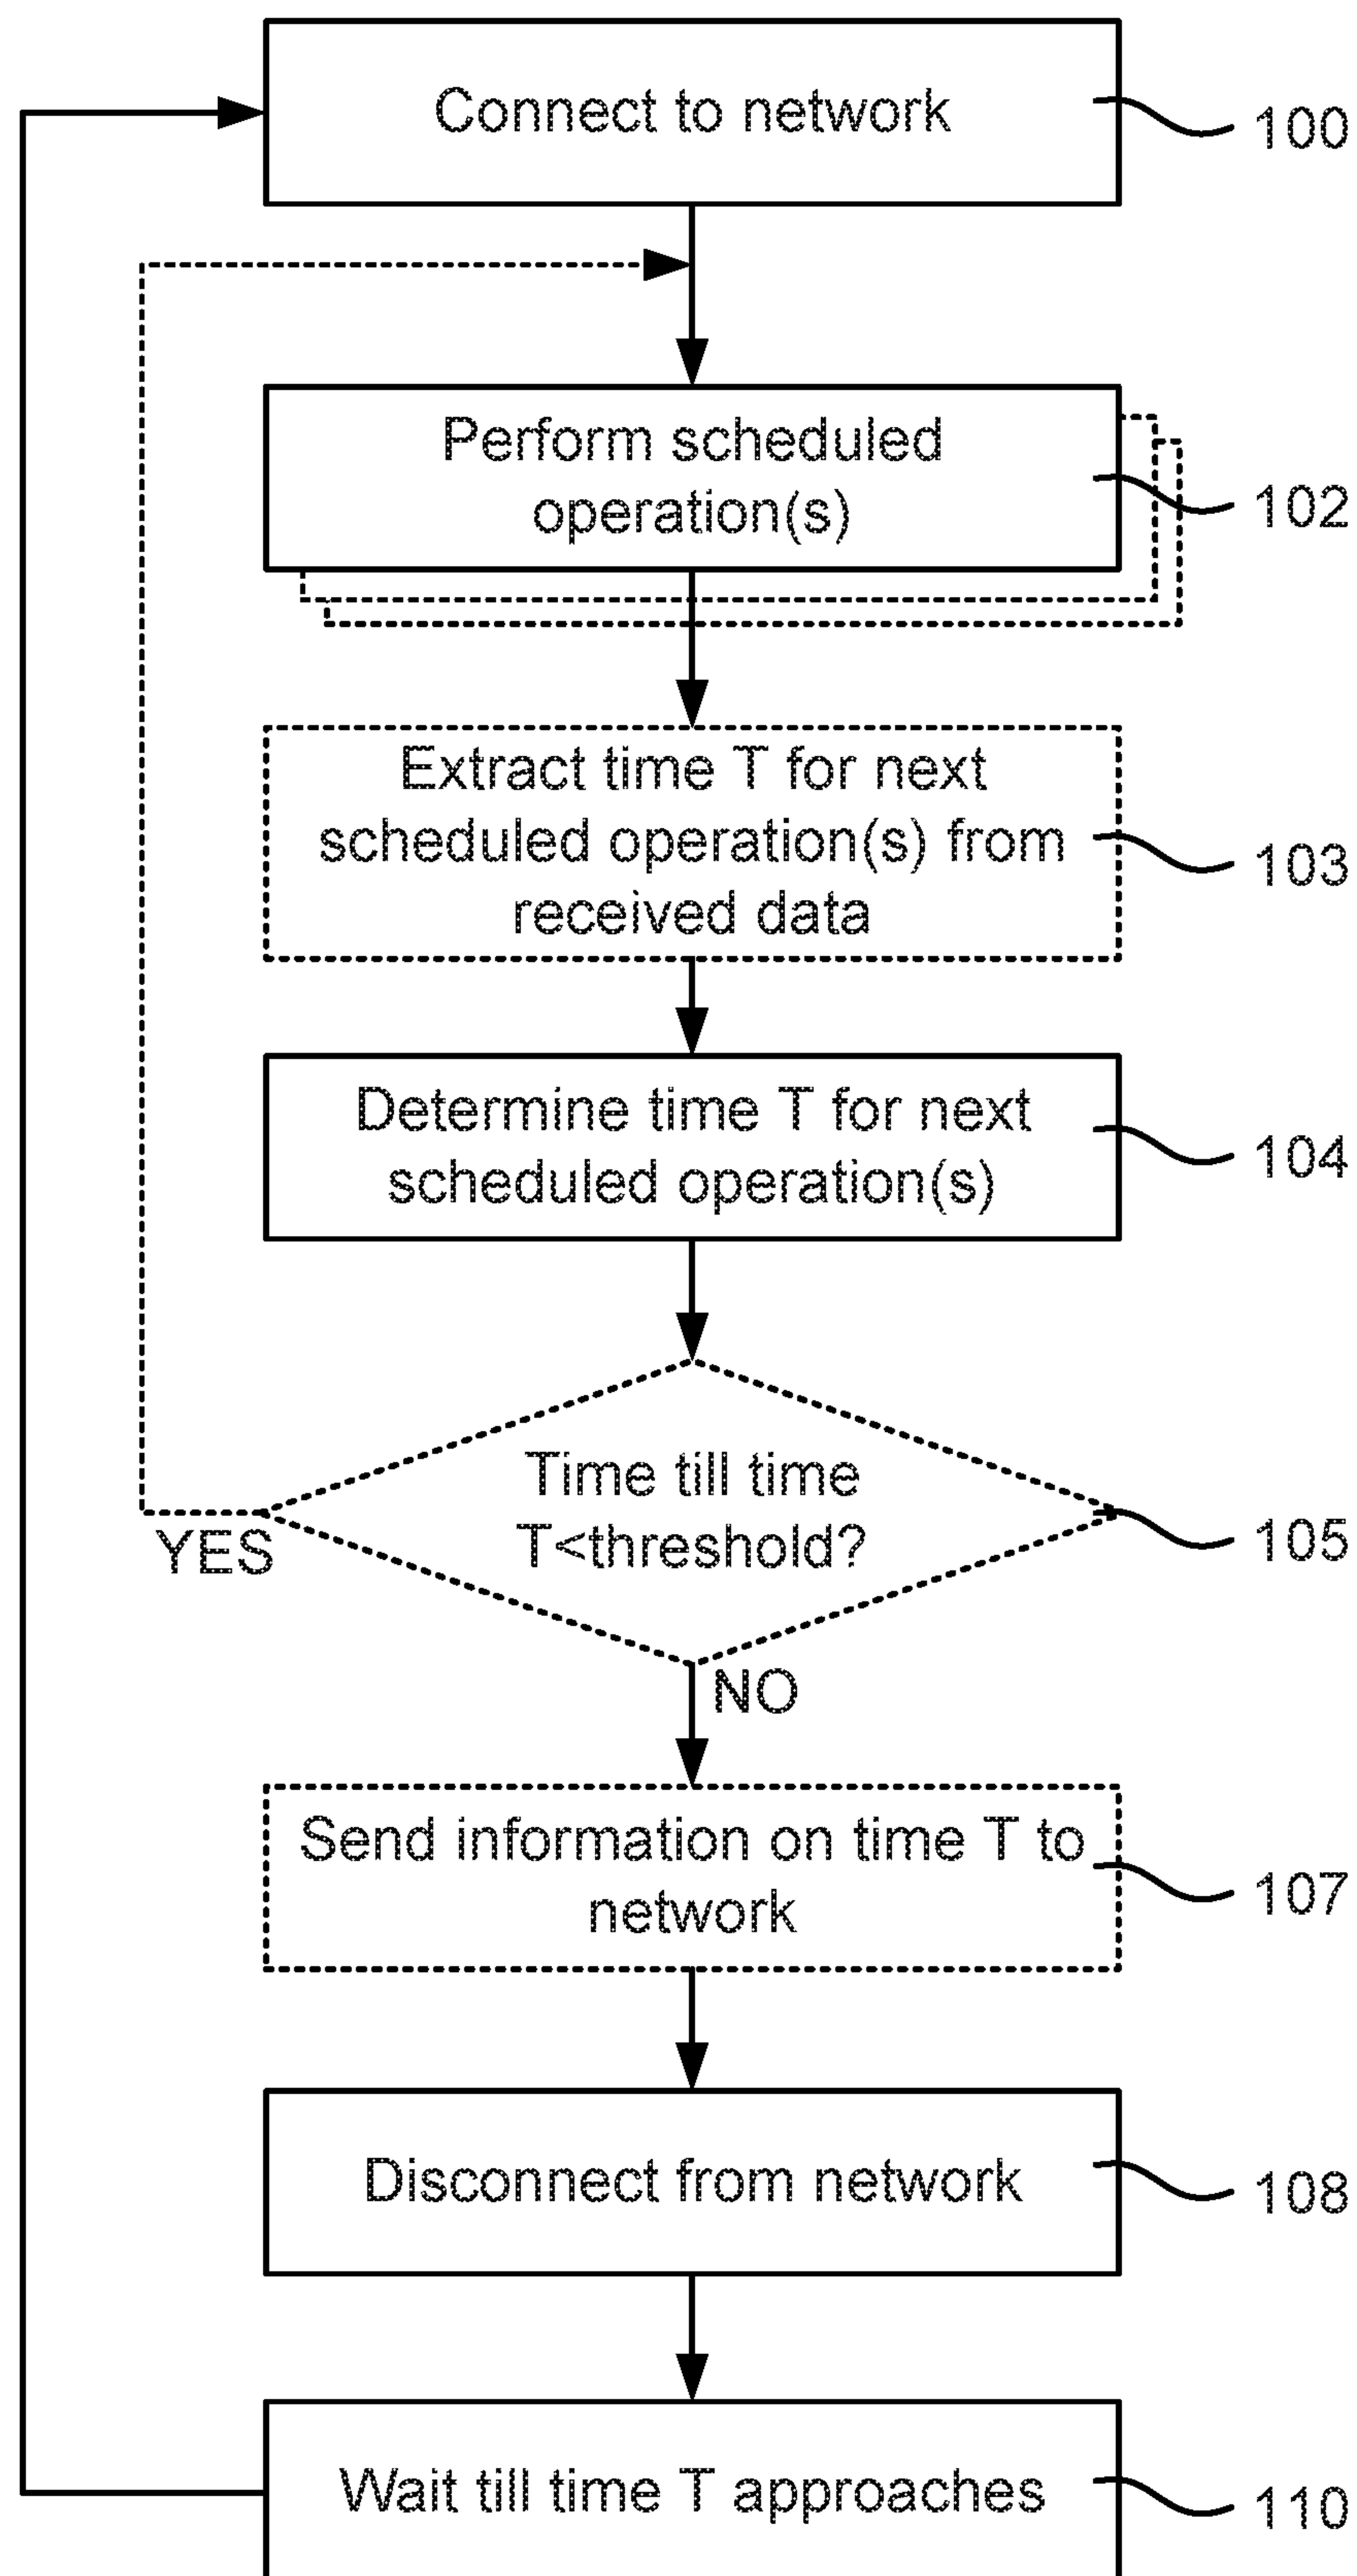 Connect to network
100
Perform scheduled
operation(s)
102
Extract time T for next
scheduled operation(s) from
received data
103
Determine time T for next
scheduled operation(s)
104
Time till time
T<threshold?
105
YES
NO
Send information on time T to
network
107
Disconnect from network
108
Wait till time T approaches
110